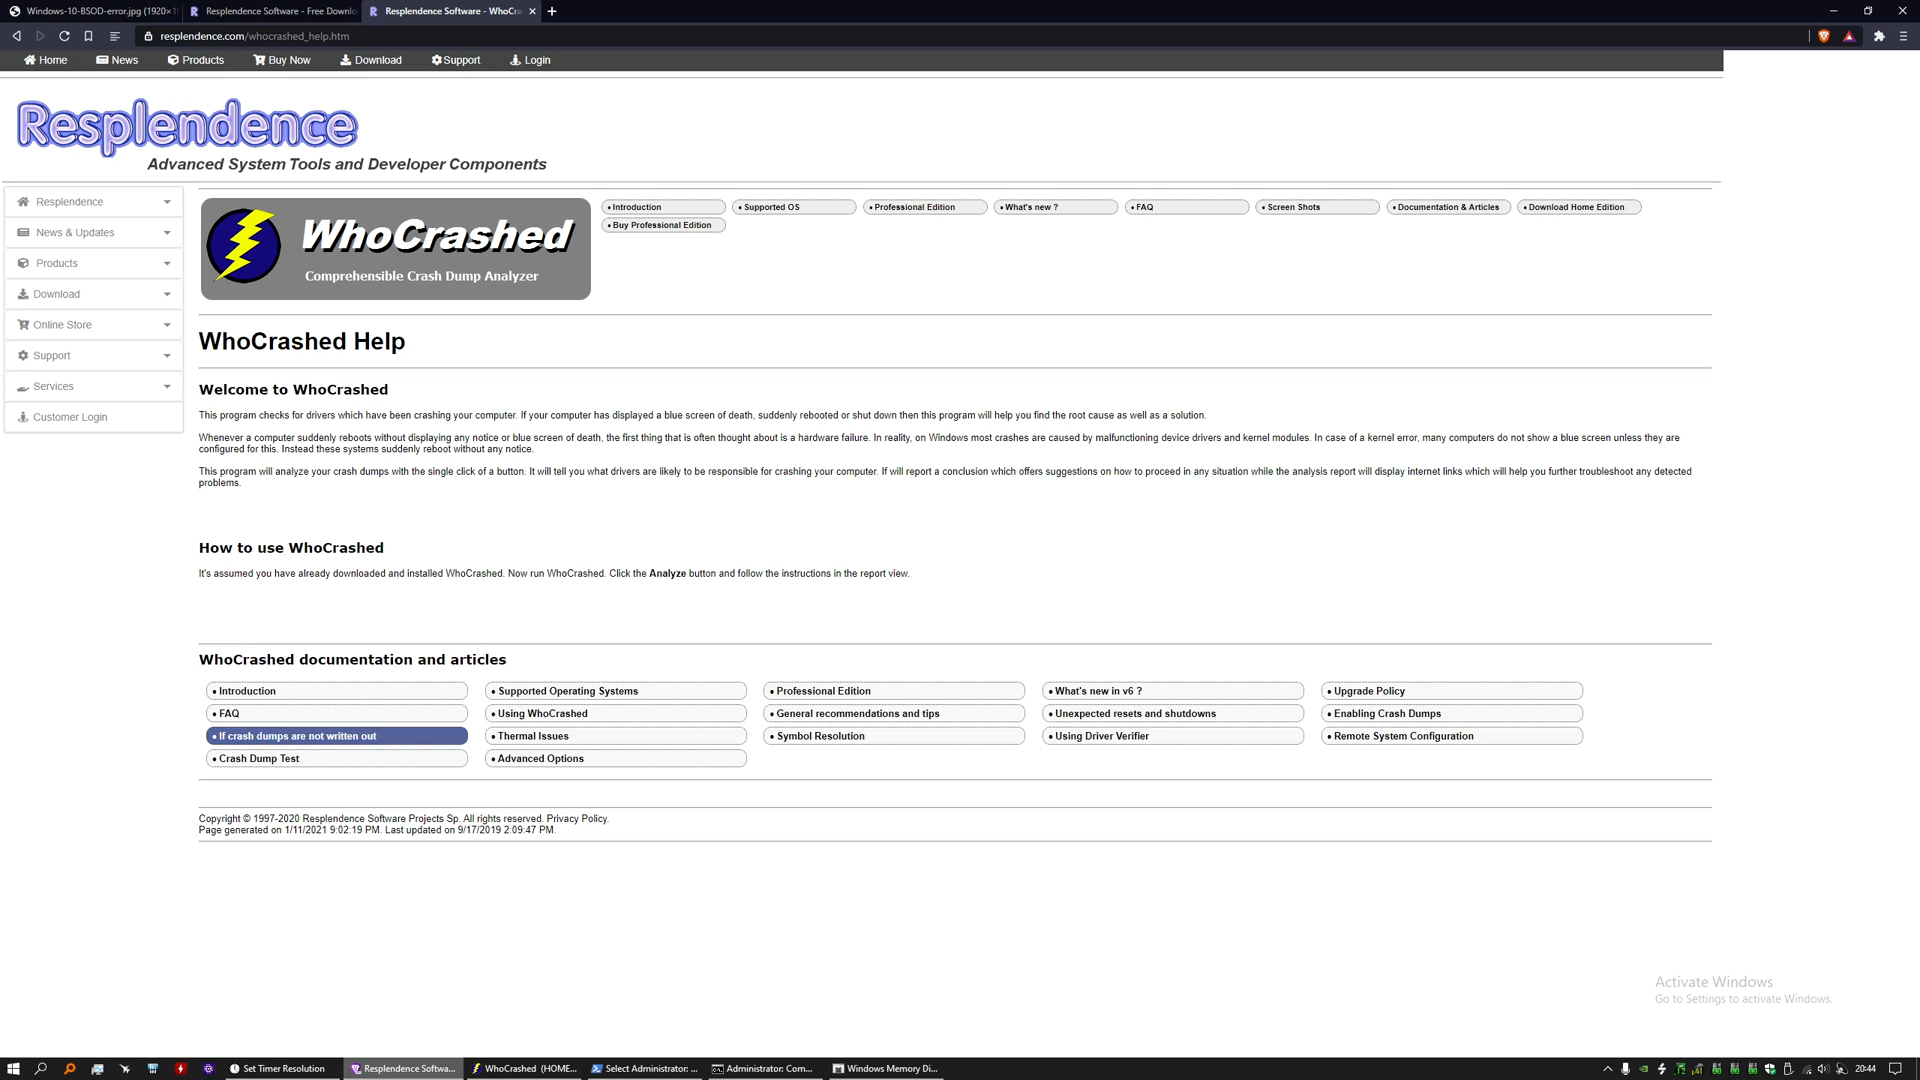 Windows-10-BSOD-error.jpg (1920×1
Resplendence Software - Free Downlo
Resplendence Software - WhoCra
resplendence.com/whocrashed_help.htm
Home
News
Products
Buy Now
Download
Support
Login
Resplendence
Advanced System Tools and Developer Components
Resplendence
News & Updates
Products
Download
Online Store
Support
Services
Customer Login
WhoCrashed
Comprehensible Crash Dump Analyzer
• Introduction
• Supported OS
• Professional Edition
• What's new ?
• FAQ
• Screen Shots
• Documentation & Articles
• Download Home Edition
• Buy Professional Edition
WhoCrashed Help
Welcome to WhoCrashed
This program checks for drivers which have been crashing your computer. If your computer has displayed a blue screen of death, suddenly rebooted or shut down then this program will help you find the root cause as well as a solution.
Whenever a computer suddenly reboots without displaying any notice or blue screen of death, the first thing that is often thought about is a hardware failure. In reality, on Windows most crashes are caused by malfunctioning device drivers and kernel modules. In case of a kernel error, many computers do not show a blue screen unless they are
configured for this. Instead these systems suddenly reboot without any notice.
This program will analyze your crash dumps with the single click of a button. It will tell you what drivers are likely to be responsible for crashing your computer. If will report a conclusion which offers suggestions on how to proceed in any situation while the analysis report will display internet links which will help you further troubleshoot any detected
problems.
How to use WhoCrashed
It's assumed you have already downloaded and installed WhoCrashed. Now run WhoCrashed. Click the Analyze button and follow the instructions in the report view.
WhoCrashed documentation and articles
• Introduction
• Supported Operating Systems
• Professional Edition
• What's new in v6 ?
• Upgrade Policy
• FAQ
• Using WhoCrashed
• General recommendations and tips
• Unexpected resets and shutdowns
• Enabling Crash Dumps
• If crash dumps are not written out
• Thermal Issues
• Symbol Resolution
• Using Driver Verifier
• Remote System Configuration
• Crash Dump Test
• Advanced Options
Copyright © 1997-2020 Resplendence Software Projects Sp. All rights reserved. Privacy Policy.
Page generated on 1/11/2021 9:02:19 PM. Last updated on 9/17/2019 2:09:47 PM.
Activate Windows
Go to Settings to activate Windows.
Set Timer Resolution
Resplendence Softwa...
WhoCrashed (HOME...
Select Administrator: ...
Administrator: Com...
Windows Memory Di...
20:44